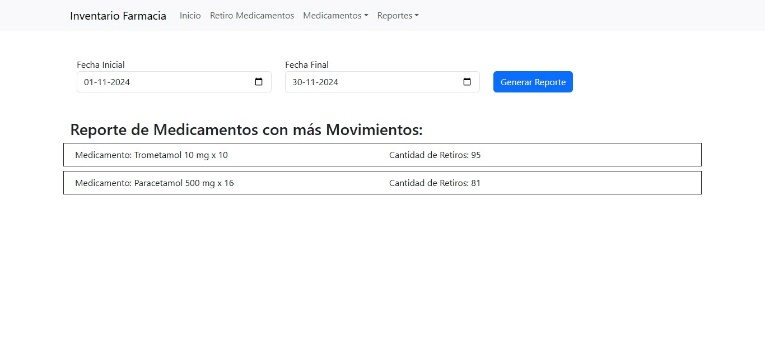 Inventario Farmacia Inicio Retiro Medicamentos Medicamentos Reportes
Fecha Inicial Fecha Final
01-11-2024 30-11-2024 Generar Reporte
Reporte de Medicamentos con más Movimientos:
Medicamento: Trometamol 10 mg x 10 Cantidad de Retiros: 95
Medicamento: Paracetamol 500 mg x 16 Cantidad de Retiros: 81